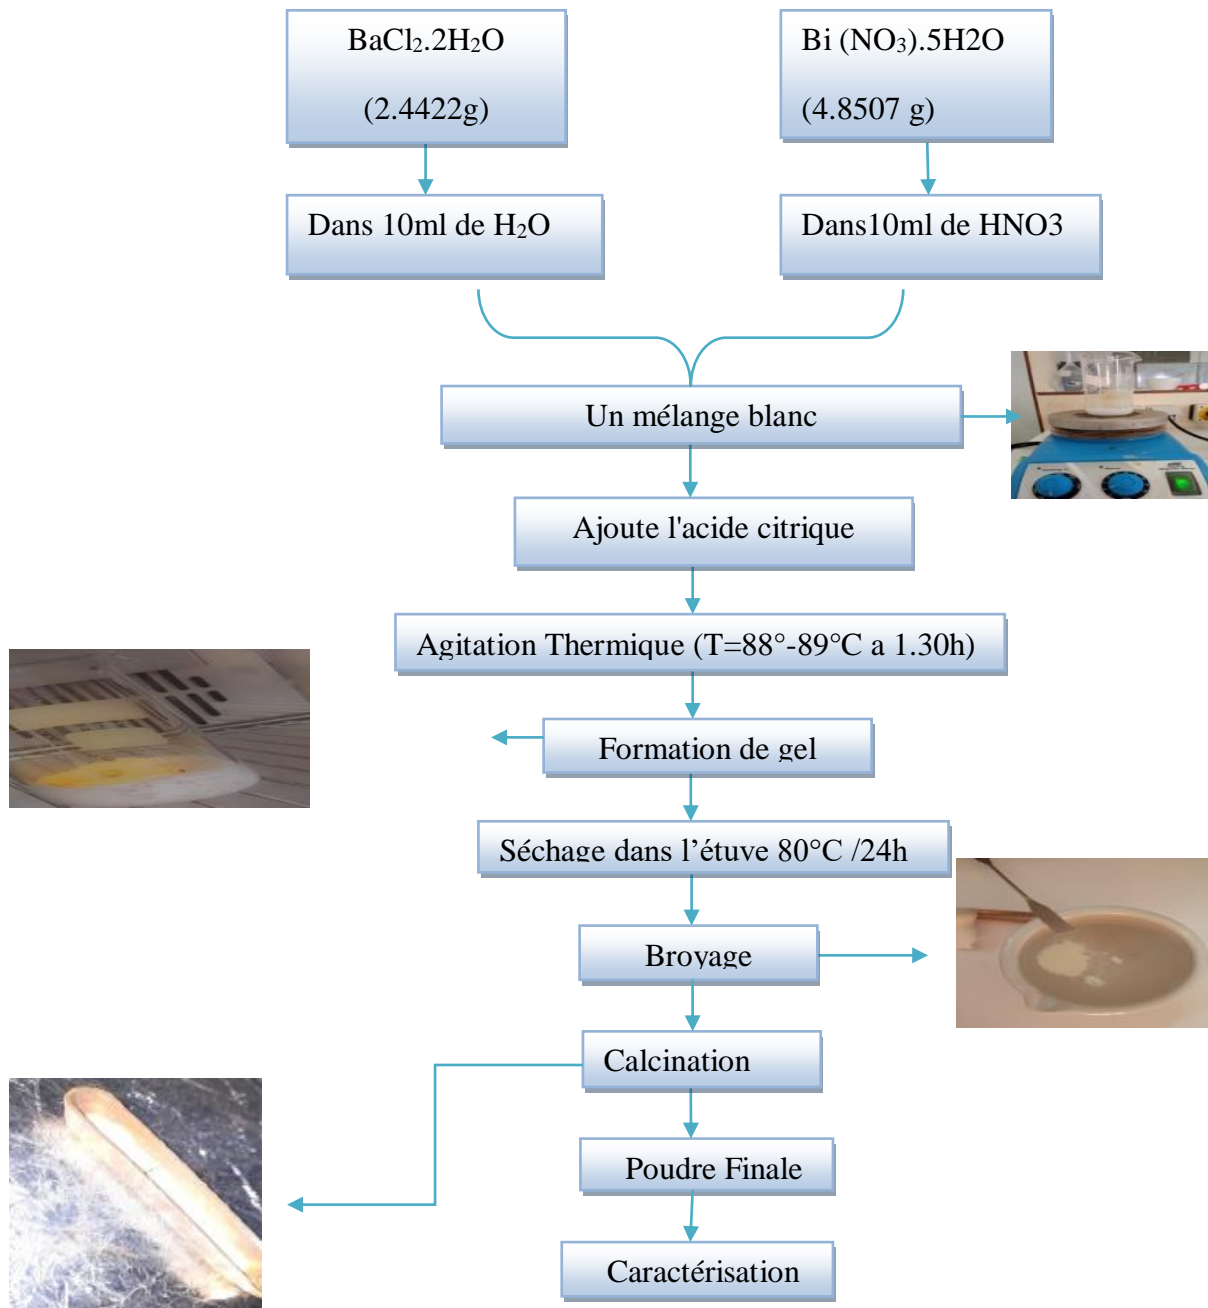 BaCl₂.2H₂O
(2.4422g)
Bi (NO₃).5H2O
(4.8507 g)
Dans 10ml de H₂O
Dans10ml de HNO3
Un mélange blanc
Ajoute l'acide citrique
Agitation Thermique (T=88°-89°C a 1.30h)
Formation de gel
Séchage dans l’étuve 80°C /24h
Broyage
Calcination
Poudre Finale
Caractérisation